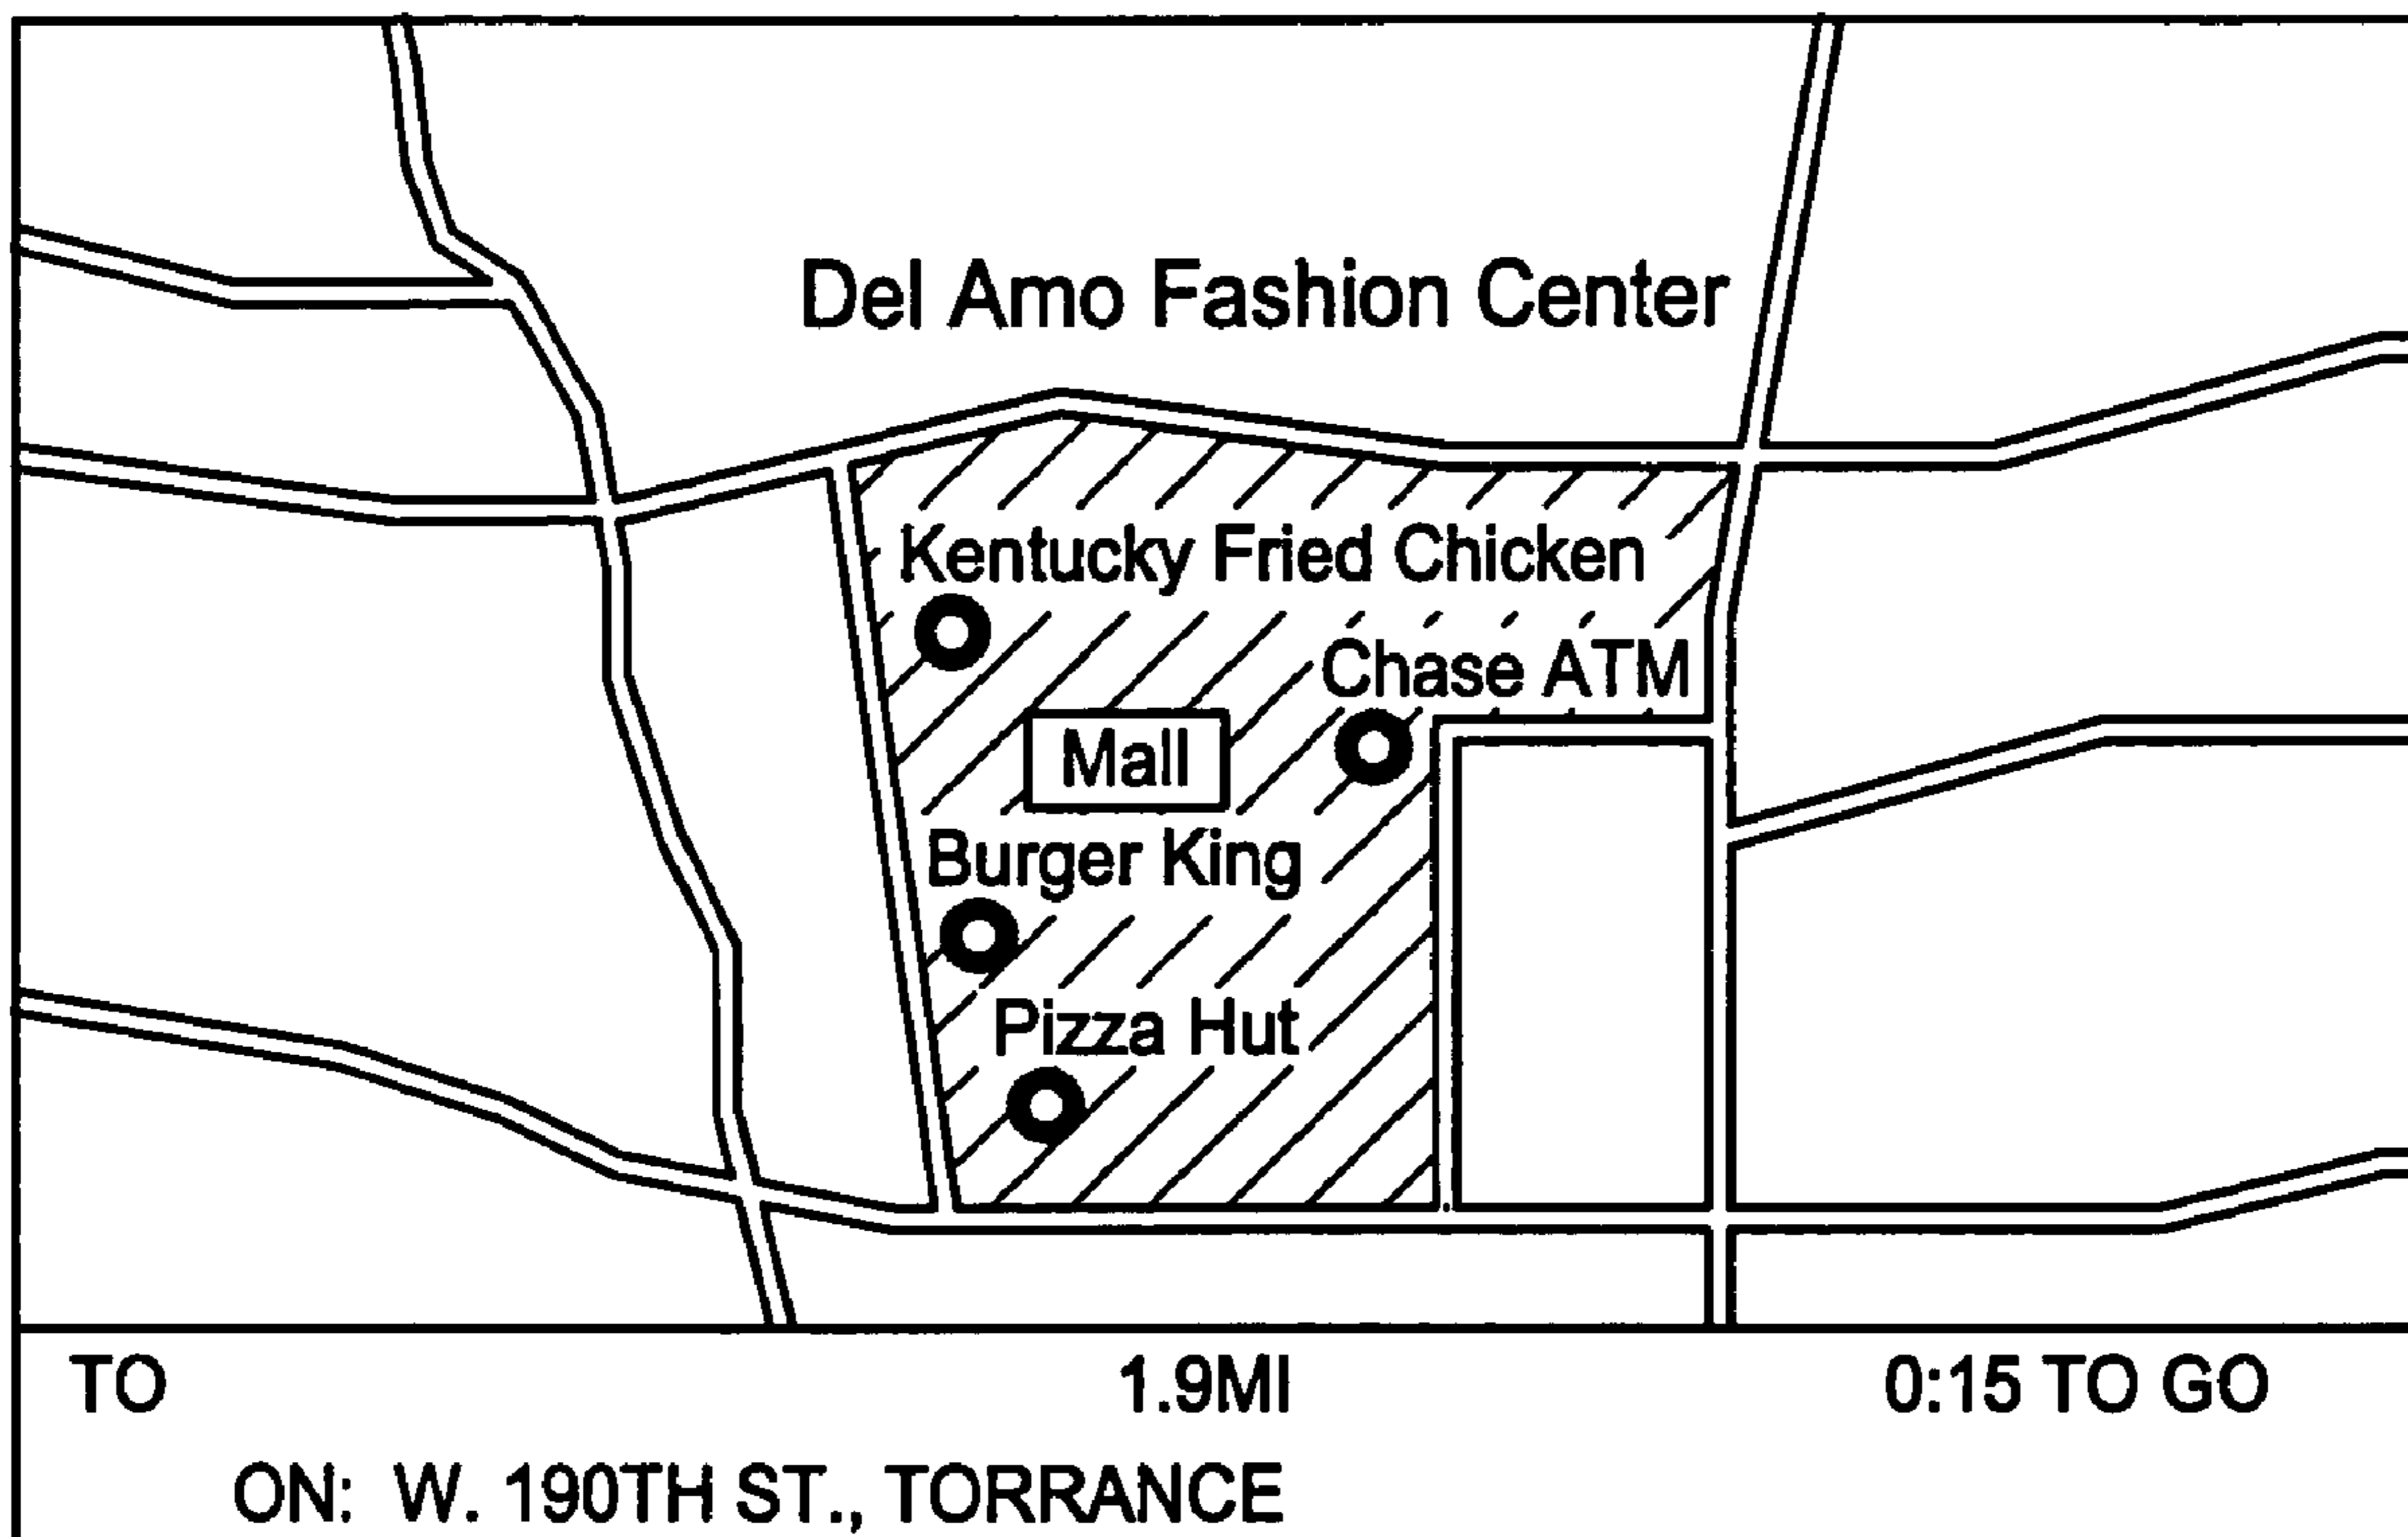 Del Amo Fashion Center
Kentucky Fried Chicken
Chase ATM
Mall
Burger King
Pizza Hut
TO 1.9MI 0:15 TO GO
ON: W. 190TH ST., TORRANCE